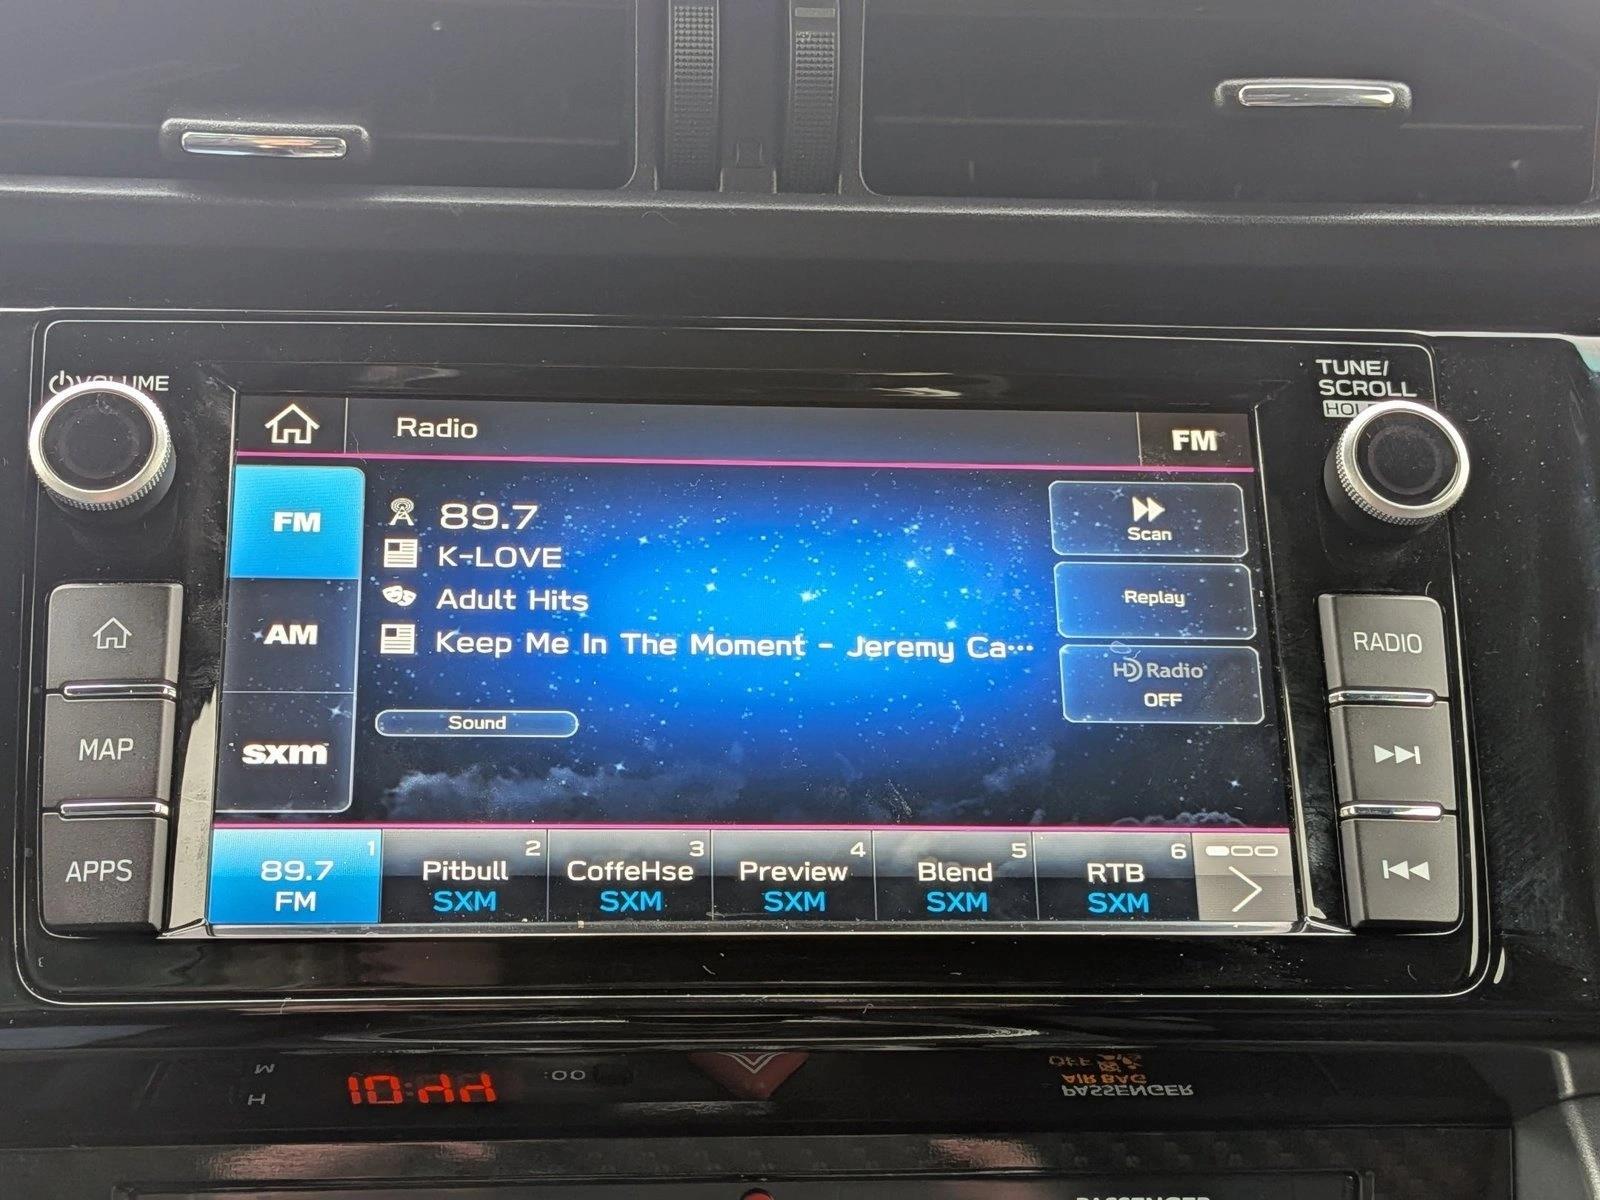 VOLUME
TUNE/
SCROLL
Radio
FM
FM
AM
sxm
89.7
K-LOVE
Adult Hits
Keep Me In The Moment - Jeremy Ca...
Sound
Scan
Replay
HD Radio
OFF
MAP
APPS
RADIO
1
89.7
FM
2
Pitbull
SXM
3
CoffeHse
SXM
4
Preview
SXM
5
Blend
SXM
6
RTB
SXM
H
M
10:44
:00
OFF
AIR BAG
PASSENGER
PASSENGER